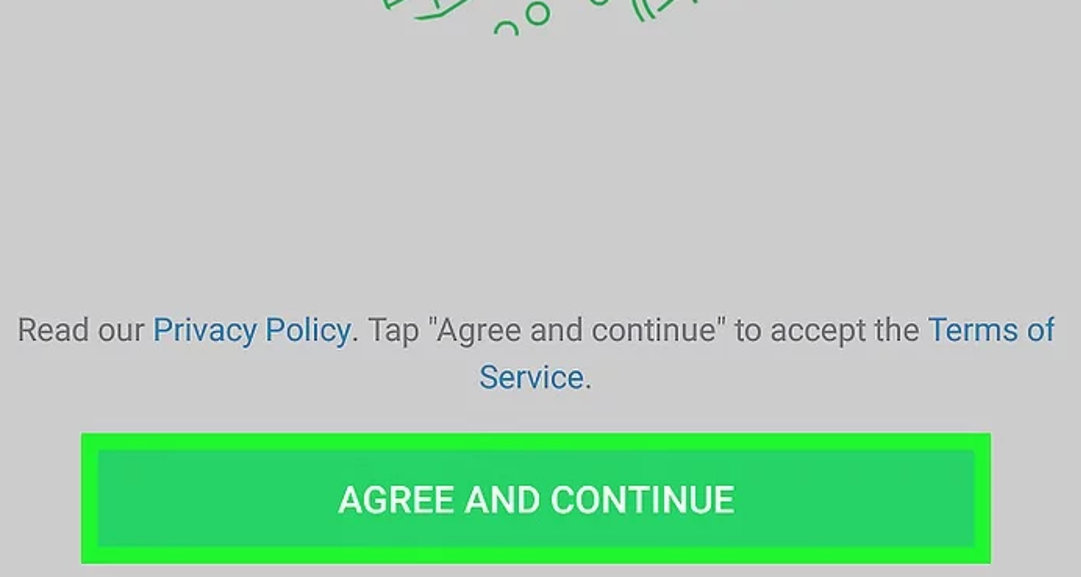 Read our Privacy Policy. Tap "Agree and continue" to accept the Terms of
Service.
AGREE AND CONTINUE